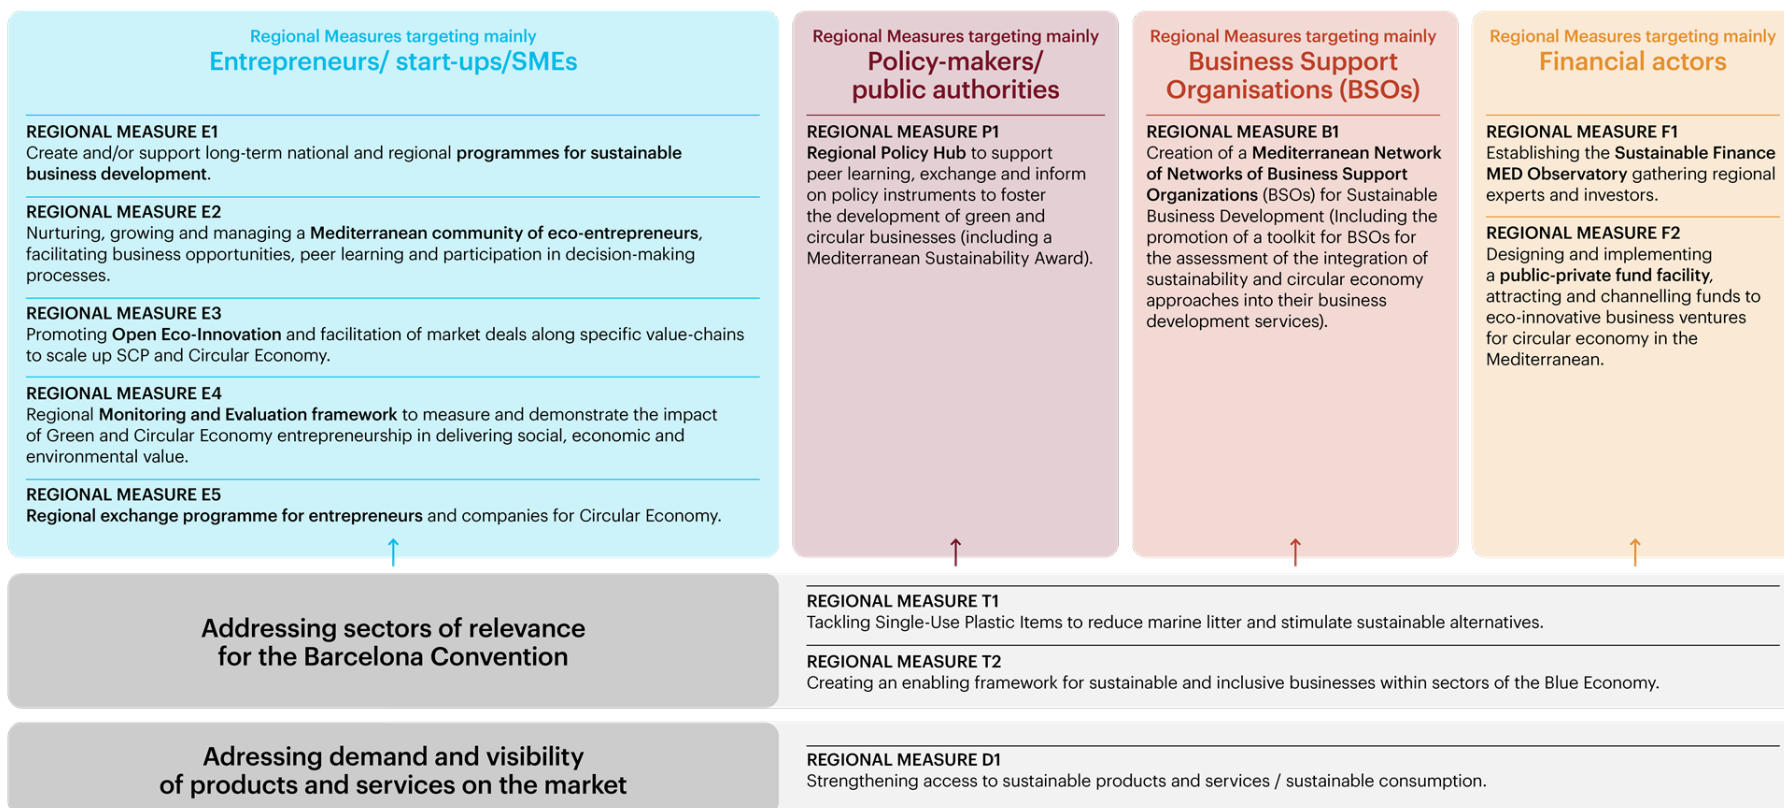 Regional Measures targeting mainly
Entrepreneurs/ start-ups/SMEs
REGIONAL MEASURE E1
Create and/or support long-term national and regional programmes for sustainable
business development.
REGIONAL MEASURE E2
Nurturing, growing and managing a Mediterranean community of eco-entrepreneurs,
facilitating business opportunities, peer learning and participation in decision-making
processes.
REGIONAL MEASURE E3
Promoting Open Eco-Innovation and facilitation of market deals along specific value-chains
to scale up SCP and Circular Economy.
REGIONAL MEASURE E4
Regional Monitoring and Evaluation framework to measure and demonstrate the impact
of Green and Circular Economy entrepreneurship in delivering social, economic and
environmental value.
REGIONAL MEASURE E5
Regional exchange programme for entrepreneurs and companies for Circular Economy.
Regional Measures targeting mainly
Policy-makers/
public authorities
REGIONAL MEASURE P1
Regional Policy Hub to support
peer learning, exchange and inform
on policy instruments to foster
the development of green and
circular businesses (including a
Mediterranean Sustainability Award).
Regional Measures targeting mainly
Business Support
Organisations (BSOs)
REGIONAL MEASURE B1
Creation of a Mediterranean Network
of Networks of Business Support
Organizations (BSOs) for Sustainable
Business Development (Including the
promotion of a toolkit for BSOs for
the assessment of the integration of
sustainability and circular economy
approaches into their business
development services).
Regional Measures targeting mainly
Financial actors
REGIONAL MEASURE F1
Establishing the Sustainable Finance
MED Observatory gathering regional
experts and investors.
REGIONAL MEASURE F2
Designing and implementing
a public-private fund facility,
attracting and channelling funds to
eco-innovative business ventures
for circular economy in the
Mediterranean.
Addressing sectors of relevance
for the Barcelona Convention
REGIONAL MEASURE T1
Tackling Single-Use Plastic Items to reduce marine litter and stimulate sustainable alternatives.
REGIONAL MEASURE T2
Creating an enabling framework for sustainable and inclusive businesses within sectors of the Blue Economy.
Adressing demand and visibility
of products and services on the market
REGIONAL MEASURE D1
Strengthening access to sustainable products and services / sustainable consumption.